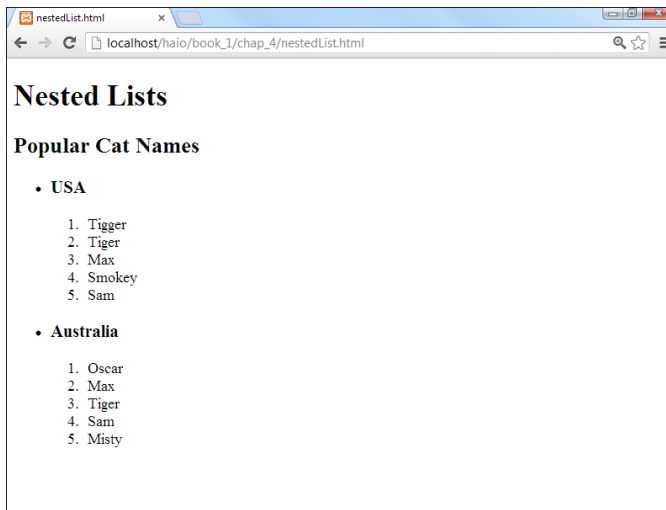 nestedList.html
localhost/haio/book_1/chap_4/nestedList.html
Nested Lists
Popular Cat Names
• USA
1. Tigger
2. Tiger
3. Max
4. Smokey
5. Sam
• Australia
1. Oscar
2. Max
3. Tiger
4. Sam
5. Misty